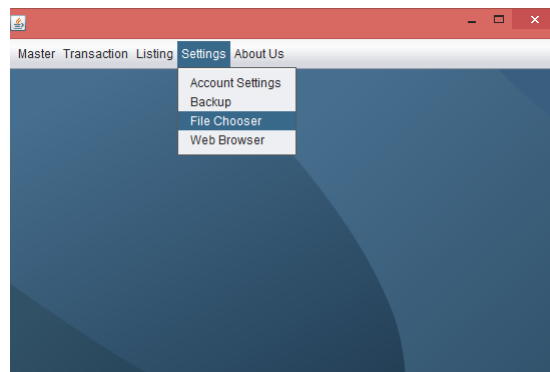 Master Transaction Listing Settings About Us
Account Settings
Backup
File Chooser
Web Browser